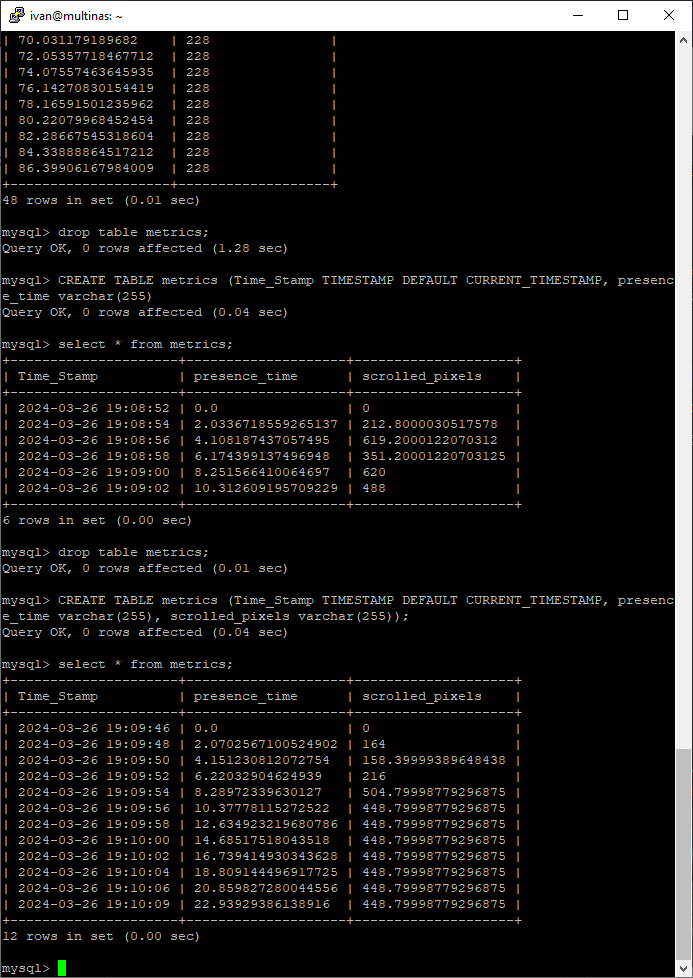 ivan@multinas: ~
| 70.031179189682    | 228               |
| 72.05357718467712  | 228               |
| 74.07557463645935  | 228               |
| 76.14270830154419  | 228               |
| 78.16591501235962  | 228               |
| 80.22079968452454  | 228               |
| 82.28667545318604  | 228               |
| 84.33888864517212  | 228               |
| 86.39906167984009  | 228               |
+--------------------+-------------------+
48 rows in set (0.01 sec)
mysql> drop table metrics;
Query OK, 0 rows affected (1.28 sec)
mysql> CREATE TABLE metrics (Time_Stamp TIMESTAMP DEFAULT CURRENT_TIMESTAMP, presenc
e_time varchar(255)
Query OK, 0 rows affected (0.04 sec)
mysql> select * from metrics;
+---------------------+--------------------+--------------------+
| Time_Stamp          | presence_time      | scrolled_pixels    |
+---------------------+--------------------+--------------------+
| 2024-03-26 19:08:52 | 0.0                | 0                  |
| 2024-03-26 19:08:54 | 2.0336718559265137 | 212.8000030517578  |
| 2024-03-26 19:08:56 | 4.108187437057495  | 619.2000122070312  |
| 2024-03-26 19:08:58 | 6.174399137496948  | 351.20001220703125 |
| 2024-03-26 19:09:00 | 8.251566410064697  | 620                |
| 2024-03-26 19:09:02 | 10.312609195709229 | 488                |
+---------------------+--------------------+--------------------+
6 rows in set (0.00 sec)
mysql> drop table metrics;
Query OK, 0 rows affected (0.01 sec)
mysql> CREATE TABLE metrics (Time_Stamp TIMESTAMP DEFAULT CURRENT_TIMESTAMP, presenc
e_time varchar(255), scrolled_pixels varchar(255));
Query OK, 0 rows affected (0.04 sec)
mysql> select * from metrics;
+---------------------+--------------------+--------------------+
| Time_Stamp          | presence_time      | scrolled_pixels    |
+---------------------+--------------------+--------------------+
| 2024-03-26 19:09:46 | 0.0                | 0                  |
| 2024-03-26 19:09:48 | 2.0702567100524902 | 164                |
| 2024-03-26 19:09:50 | 4.151230812072754  | 158.39999389648438 |
| 2024-03-26 19:09:52 | 6.22032904624939   | 216                |
| 2024-03-26 19:09:54 | 8.28972339630127   | 504.79998779296875 |
| 2024-03-26 19:09:56 | 10.37778115272522  | 448.79998779296875 |
| 2024-03-26 19:09:58 | 12.634923219680786 | 448.79998779296875 |
| 2024-03-26 19:10:00 | 14.68517518043518  | 448.79998779296875 |
| 2024-03-26 19:10:02 | 16.739414930343628 | 448.79998779296875 |
| 2024-03-26 19:10:04 | 18.809144496917725 | 448.79998779296875 |
| 2024-03-26 19:10:06 | 20.859827280044556 | 448.79998779296875 |
| 2024-03-26 19:10:09 | 22.93929386138916  | 448.79998779296875 |
+---------------------+--------------------+--------------------+
12 rows in set (0.00 sec)
mysql>